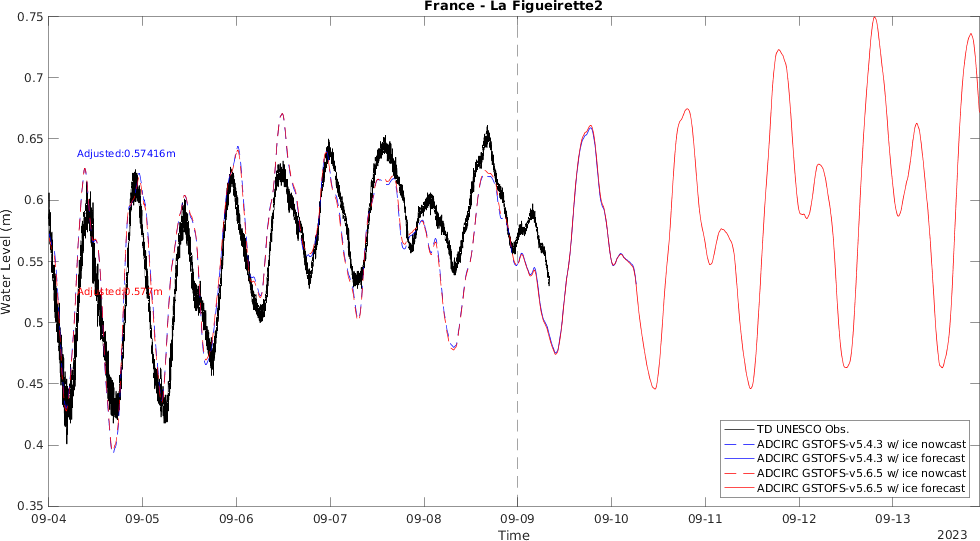 France - La Figueirette2
0.75
0.7
0.65
0.6
0.55
0.5
0.45
0.4
0.35
Water Level (m)
Adjusted:0.57416m
Adjusted:0.577m
TD UNESCO Obs.
ADCIRC GSTOFS-v5.4.3 w/ ice nowcast
ADCIRC GSTOFS-v5.4.3 w/ ice forecast
ADCIRC GSTOFS-v5.6.5 w/ ice nowcast
ADCIRC GSTOFS-v5.6.5 w/ ice forecast
09-04 09-05 09-06 09-07 09-08 09-09 09-10 09-11 09-12 09-13
Time
2023